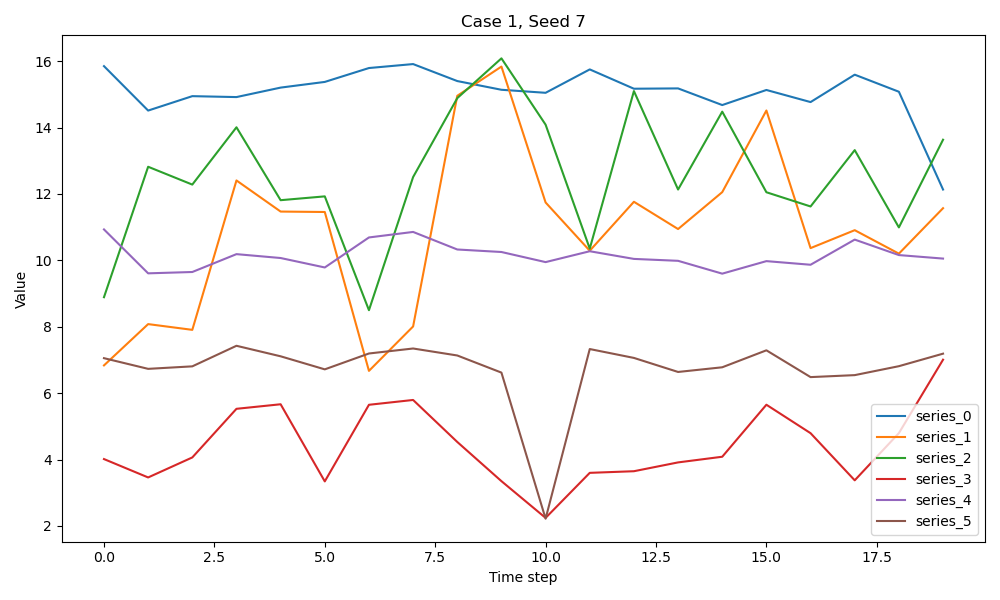 Case 1, Seed 7
Value
16
14
12
10
8
6
4
2
0.0 2.5 5.0 7.5 10.0 12.5 15.0 17.5
Time step
series_0
series_1
series_2
series_3
series_4
series_5